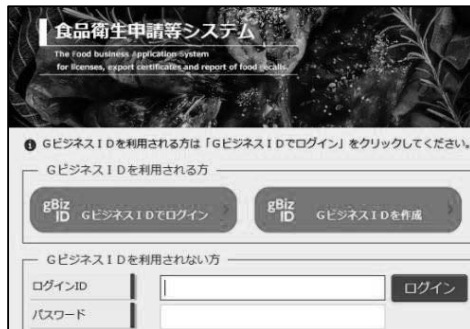 食品衛生申請等システム
The Food business Application System
for licenses, export certificates and report of food recalls.
GビジネスＩＤを利用される方は「GビジネスＩＤでログイン」をクリックしてください。
GビジネスＩＤを利用される方
gBiz ID GビジネスＩＤでログイン
gBiz ID GビジネスＩＤを作成
GビジネスＩＤを利用されない方
ログインID
ログイン
パスワード